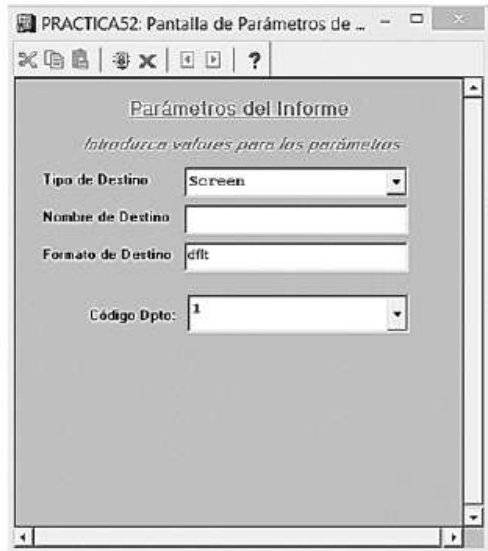 PRACTICA52: Pantalla de Parámetros de ...
?
Parámetros del Informe
Introduzca valores para los parámetros
Tipo de Destino Screen
Nombre de Destino
Formato de Destino dflt
Código Dpto: 1